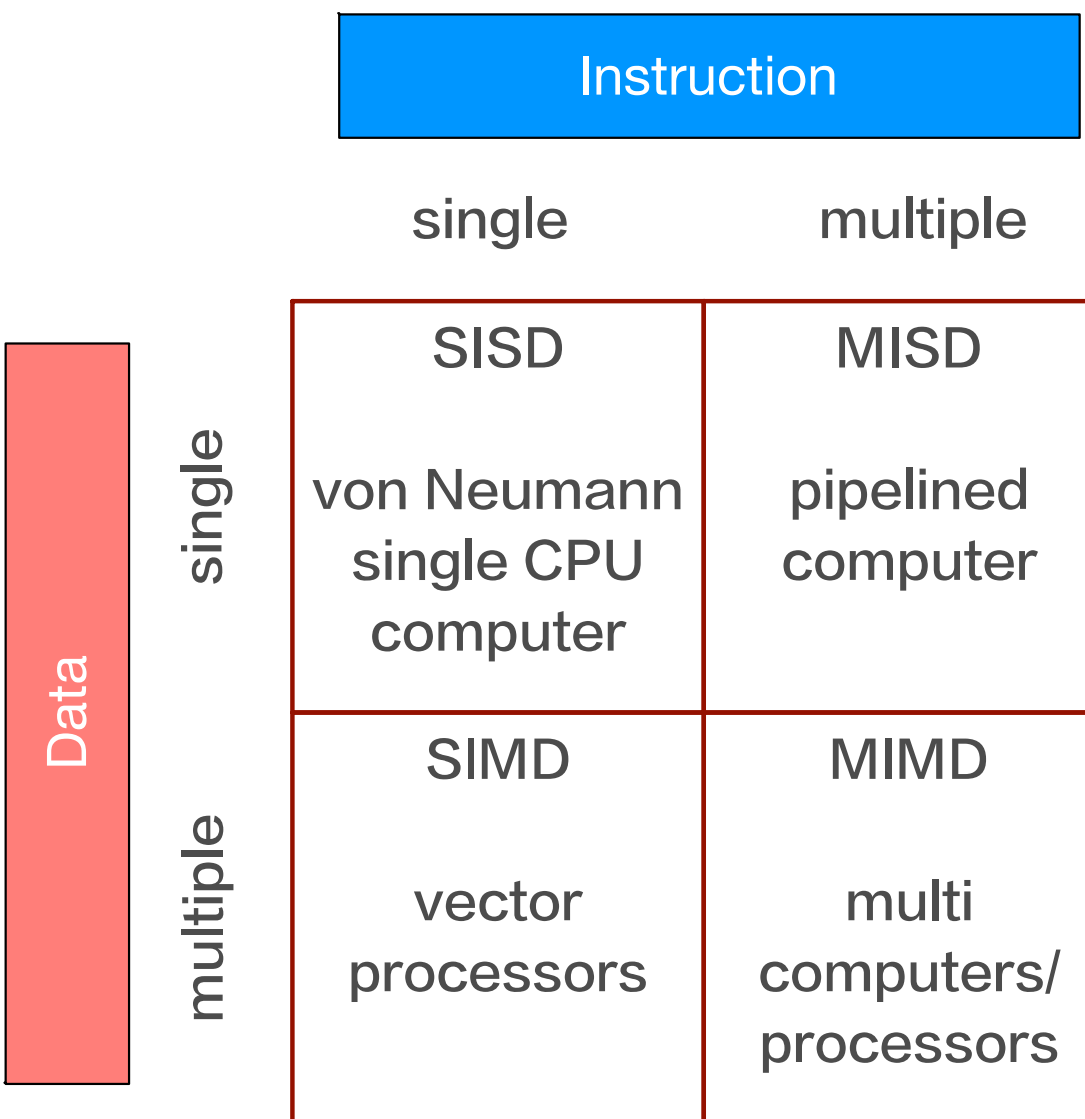 Instruction
single multiple
Data
single
SISD
von Neumann
single CPU
computer
MISD
pipelined
computer
multiple
SIMD
vector
processors
MIMD
multi
computers/
processors